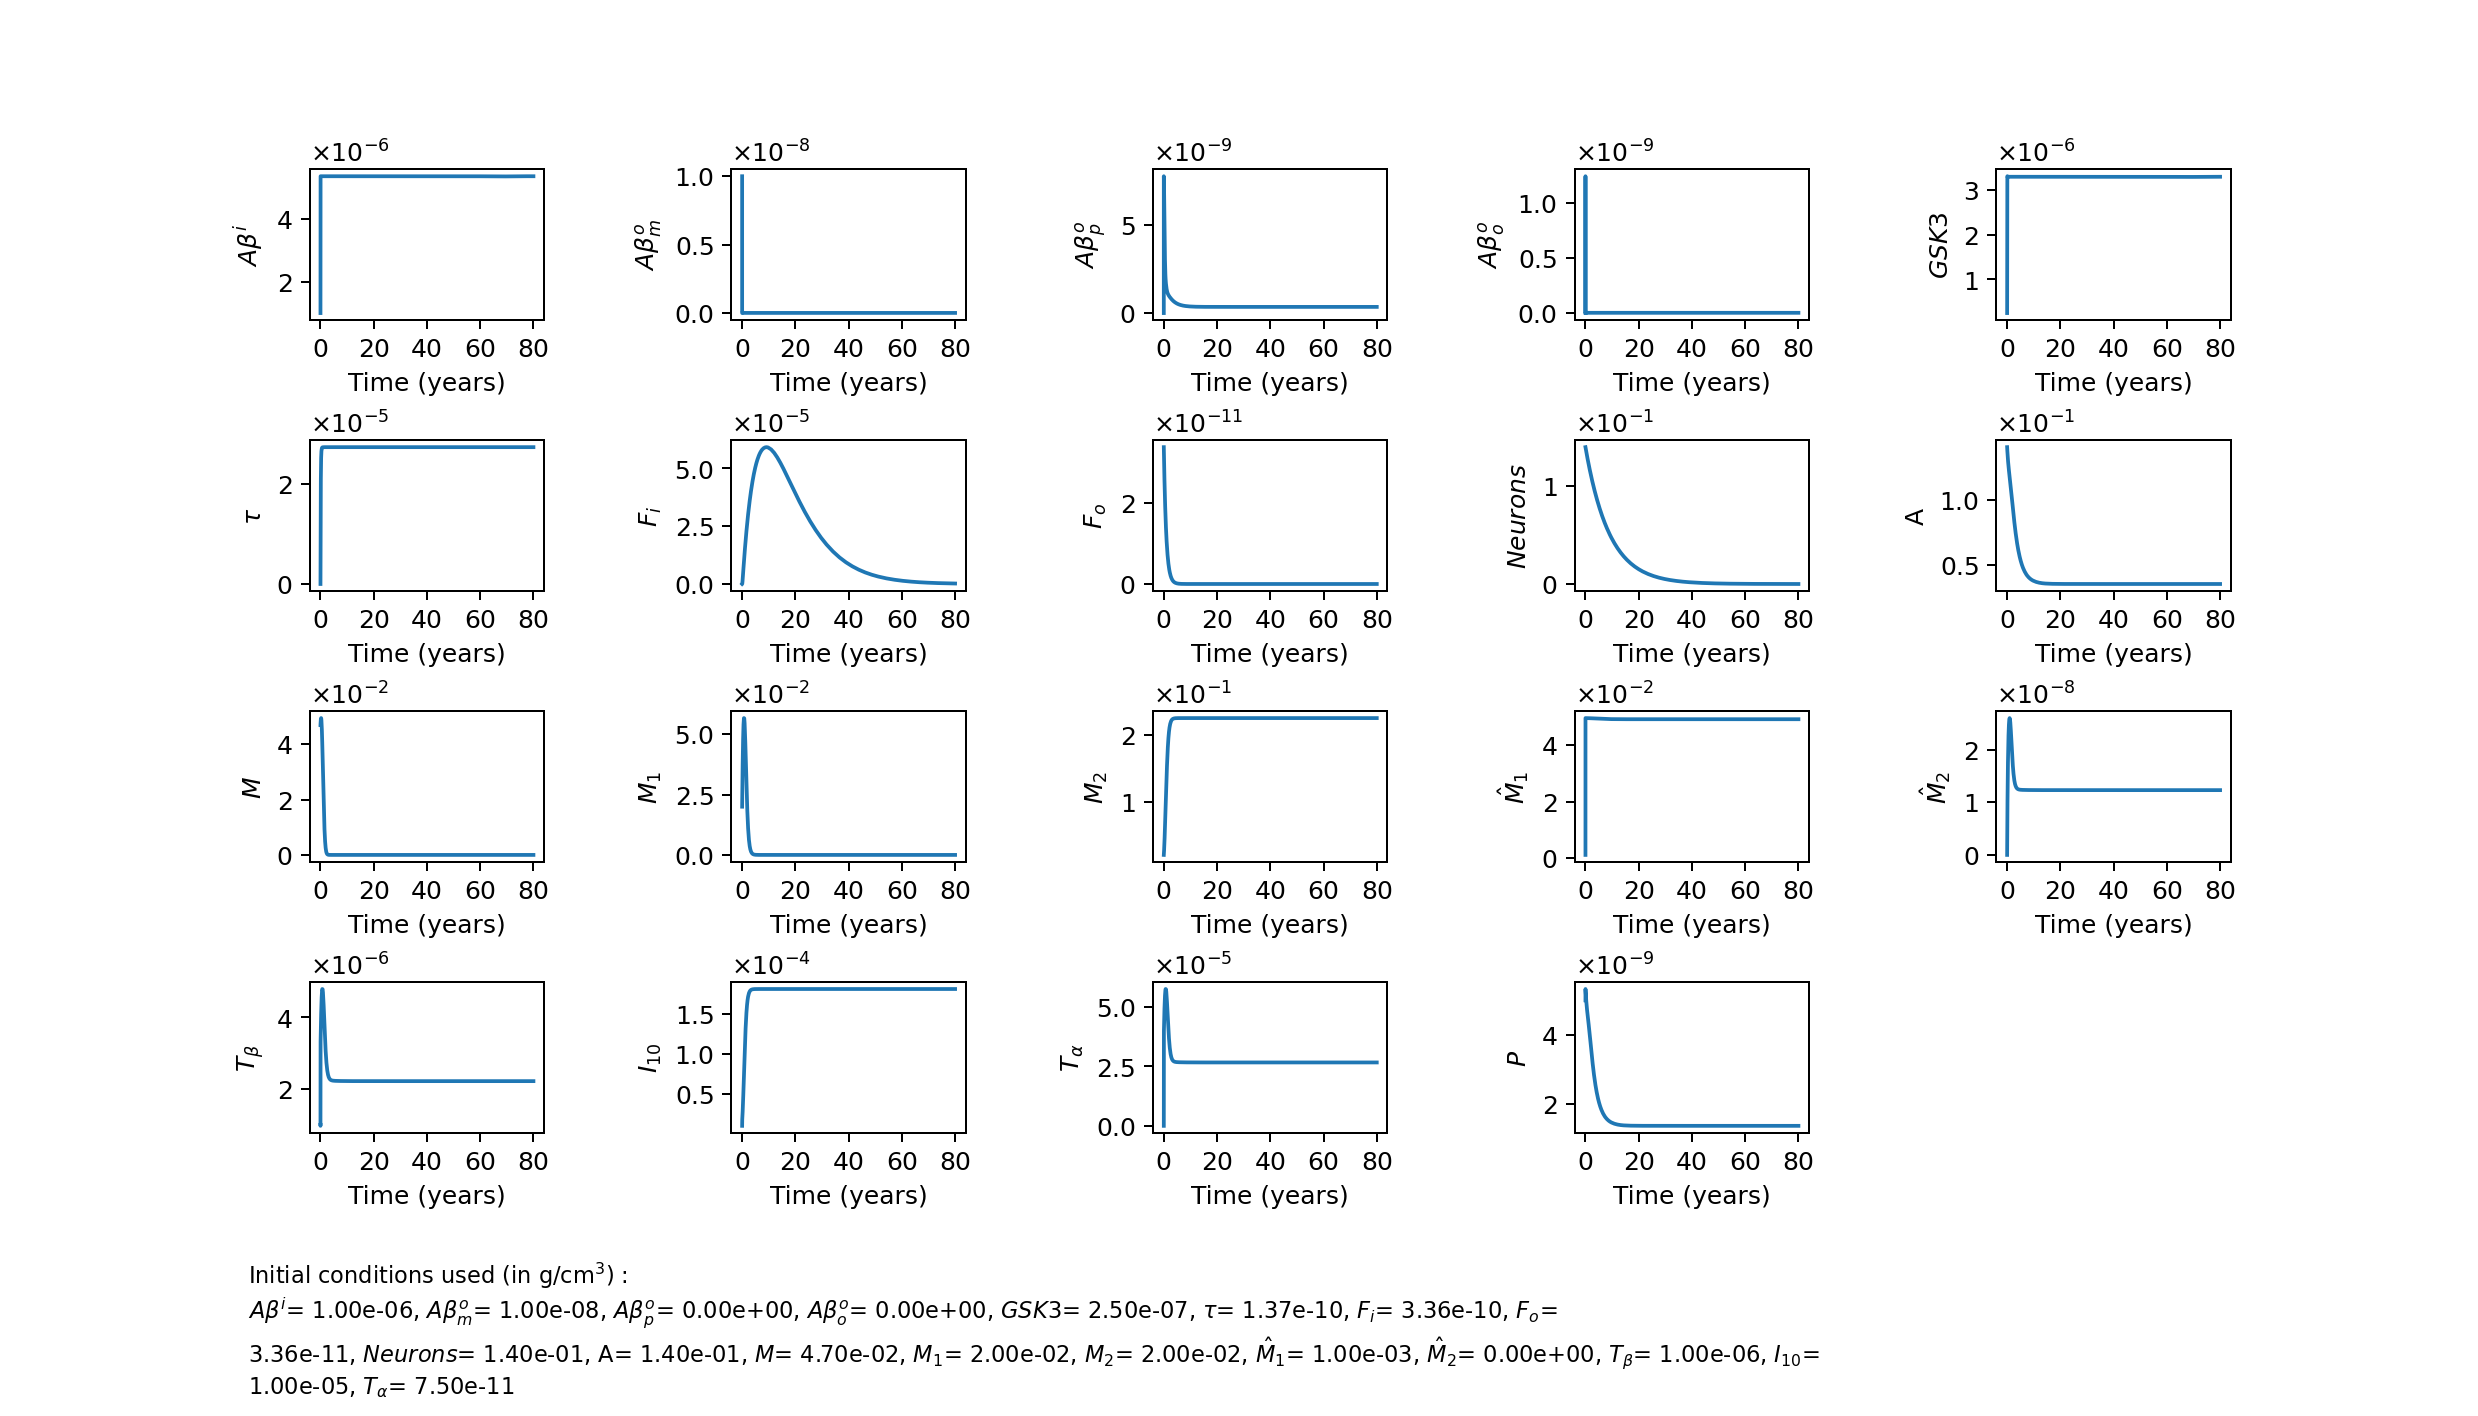 ×10⁻⁶ ×10⁻⁸ ×10⁻⁹ ×10⁻⁹ ×10⁻⁶
Aβⁱ 4 2
0 20 40 60 80
Time (years)
Aβₘᵒ 1.0 0.5 0.0
0 20 40 60 80
Time (years)
Aβₚᵒ 5 0
0 20 40 60 80
Time (years)
Aβₒᵒ 1.0 0.5 0.0
0 20 40 60 80
Time (years)
GSK3 3 2 1
0 20 40 60 80
Time (years)
×10⁻⁵ ×10⁻⁵ ×10⁻¹¹ ×10⁻¹ ×10⁻¹
τ 2 0
0 20 40 60 80
Time (years)
Fᵢ 5.0 2.5 0.0
0 20 40 60 80
Time (years)
Fₒ 2 0
0 20 40 60 80
Time (years)
Neurons 1 0
0 20 40 60 80
Time (years)
A 1.0 0.5
0 20 40 60 80
Time (years)
×10⁻² ×10⁻² ×10⁻¹ ×10⁻² ×10⁻⁸
M 4 2 0
0 20 40 60 80
Time (years)
M₁ 5.0 2.5 0.0
0 20 40 60 80
Time (years)
M₂ 2 1
0 20 40 60 80
Time (years)
M̂₁ 4 2 0
0 20 40 60 80
Time (years)
M̂₂ 2 1 0
0 20 40 60 80
Time (years)
×10⁻⁶ ×10⁻⁴ ×10⁻⁵ ×10⁻⁹
Tᵦ 4 2
0 20 40 60 80
Time (years)
I₁₀ 1.5 1.0 0.5
0 20 40 60 80
Time (years)
Tα 5.0 2.5 0.0
0 20 40 60 80
Time (years)
P 4 2
0 20 40 60 80
Time (years)
Initial conditions used (in g/cm³) :
Aβⁱ= 1.00e-06, Aβₘᵒ= 1.00e-08, Aβₚᵒ= 0.00e+00, Aβₒᵒ= 0.00e+00, GSK3= 2.50e-07, τ= 1.37e-10, Fᵢ= 3.36e-10, Fₒ=
3.36e-11, Neurons= 1.40e-01, A= 1.40e-01, M= 4.70e-02, M₁= 2.00e-02, M₂= 2.00e-02, M̂₁= 1.00e-03, M̂₂= 0.00e+00, Tᵦ= 1.00e-06, I₁₀=
1.00e-05, Tα= 7.50e-11